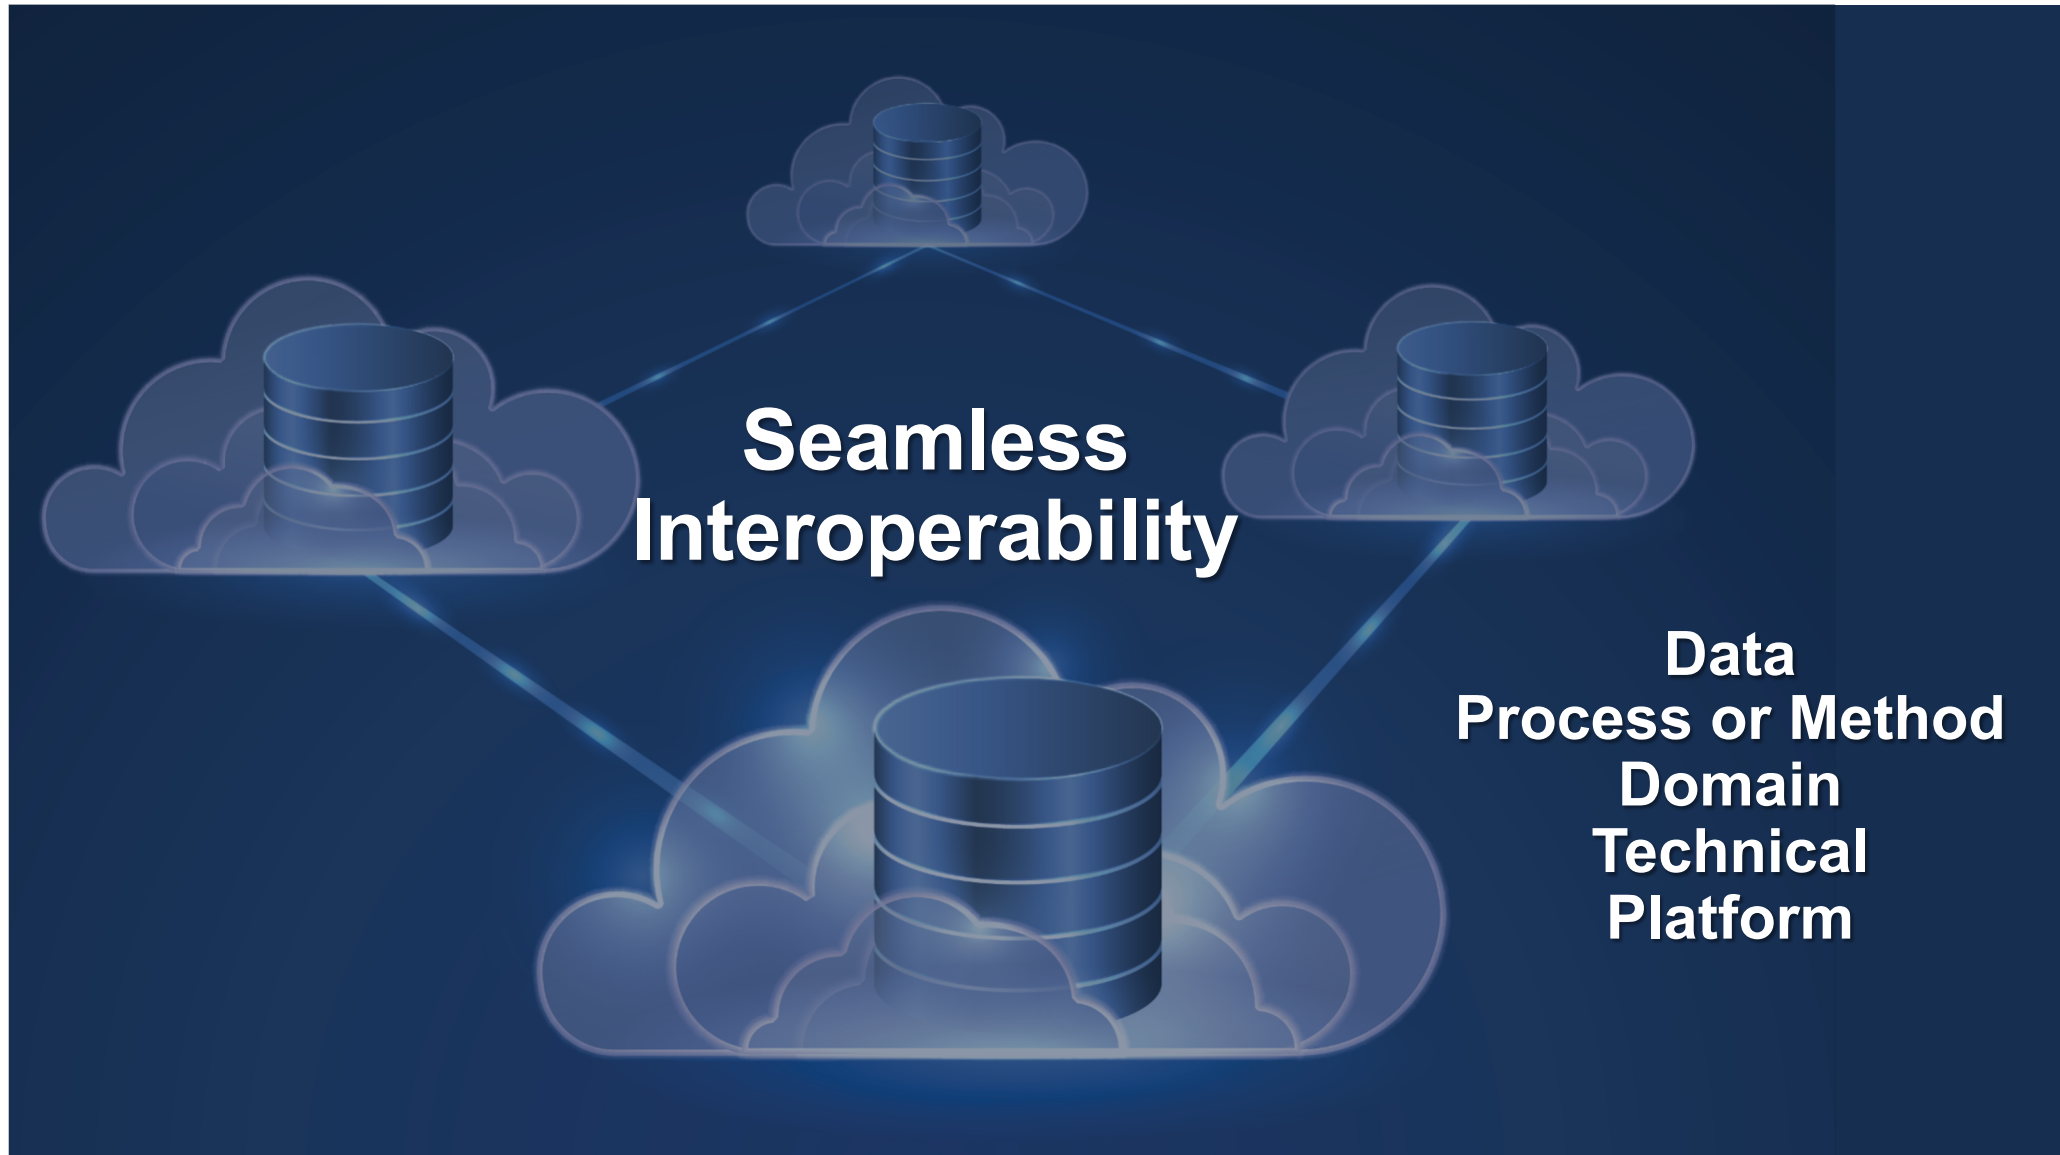 Seamless
Interoperability
Data
Process or Method
Domain
Technical
Platform